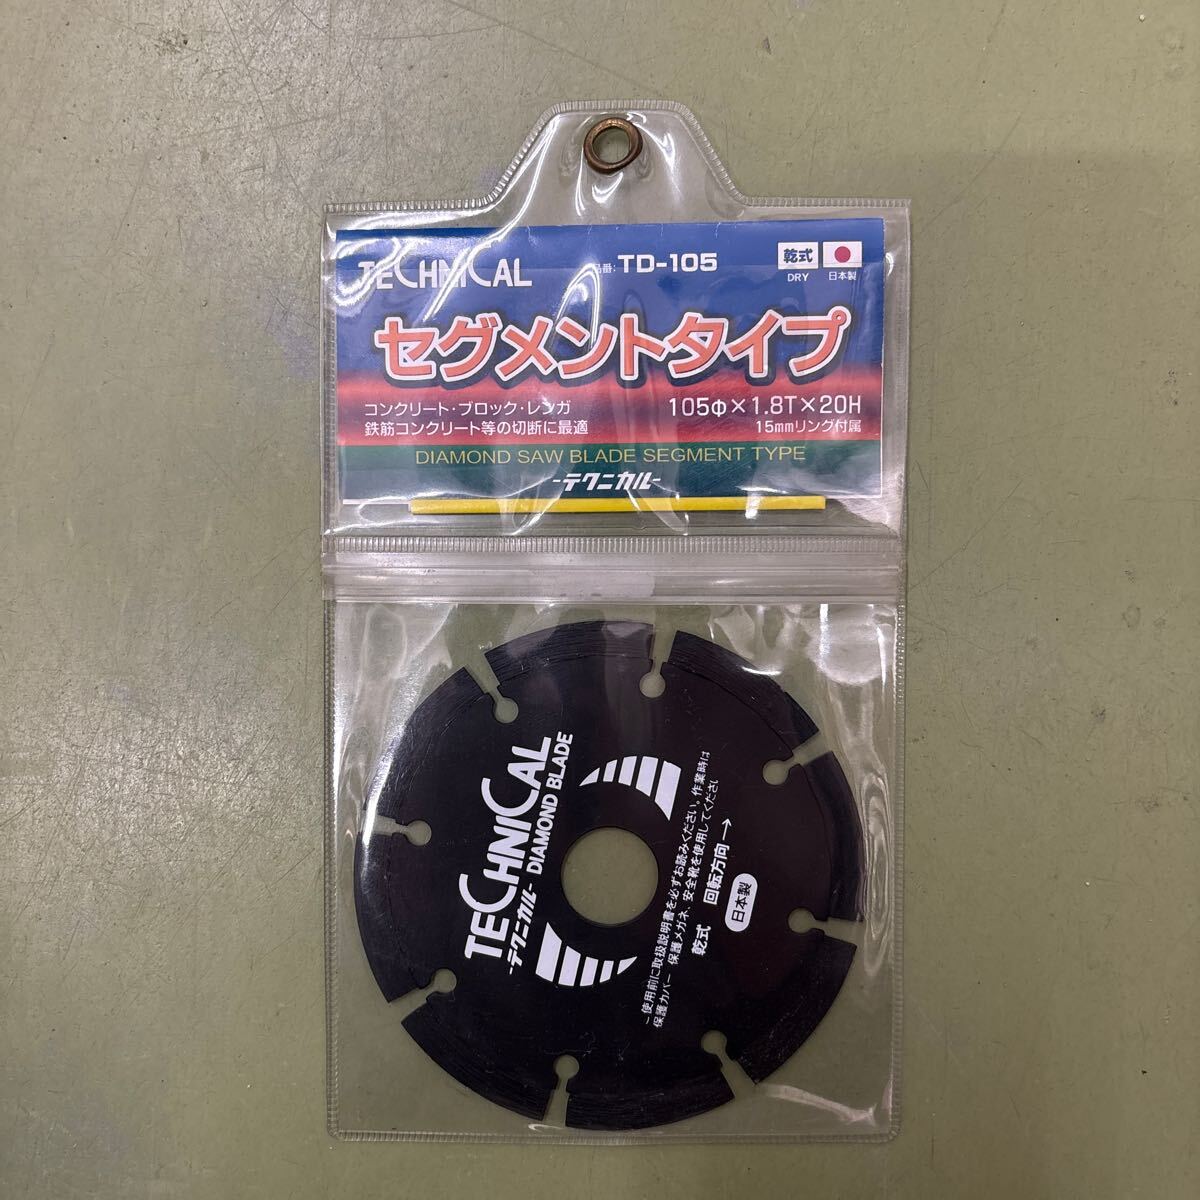 TECHNICAL
品番: TD-105
乾式
DRY
日本製
セグメントタイプ
コンクリート・ブロック・レンガ
鉄筋コンクリート等の切断に最適
105Φ×1.8T×20H
15mmリング付属
DIAMOND SAW BLADE SEGMENT TYPE
-テクニカル-
TECHNICAL
-テクニカル- DIAMOND BLADE
使用前に取扱説明書を必ずお読みください。作業時は
保護カバー 保護メガネ、安全靴を使用してください
乾式 回転方向→
日本製